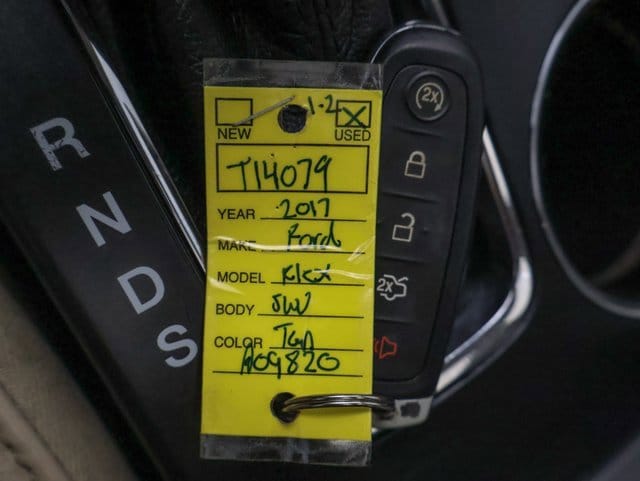 R
N
D
S
1-2
NEW
USED
T14079
YEAR 2017
MAKE Ford
MODEL
BODY
COLOR Tan
A09820
2x
2x